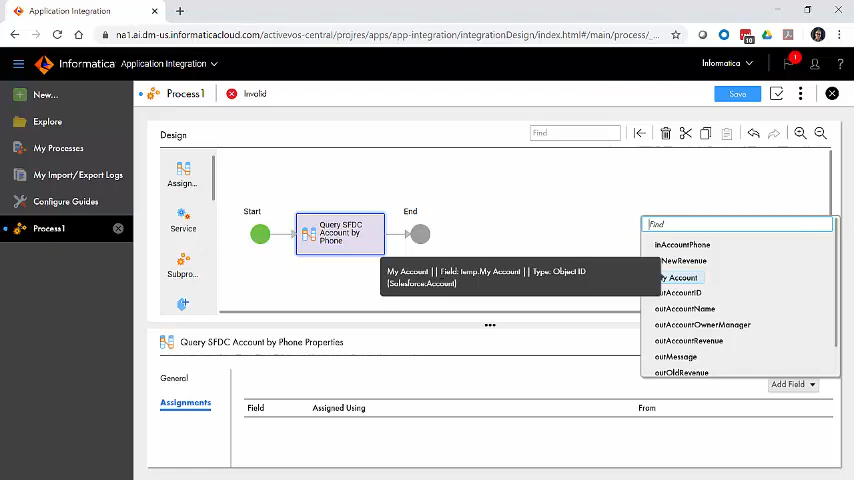 Application Integration
na1.ai.dm-us.informaticacloud.com/activevos-central/projres/apps/app-integration/integrationDesign/index.html#/main/process/_...
10
Informatica
Application Integration
Informatica
1
New...
Explore
My Processes
My Import/Export Logs
Configure Guides
Process1
Process1
Invalid
Save
Design
Find
Assign...
Service
Subpro...
Start
Query SFDC
Account by
Phone
End
My Account || Field: temp.My Account || Type: Object ID
(Salesforce:Account)
Find
inAccountPhone
NewRevenue
y Account
outAccountID
outAccountName
outAccountOwnerManager
outAccountRevenue
outMessage
outOldRevenue
Add Field
Query SFDC Account by Phone Properties
General
Assignments
Field
Assigned Using
From